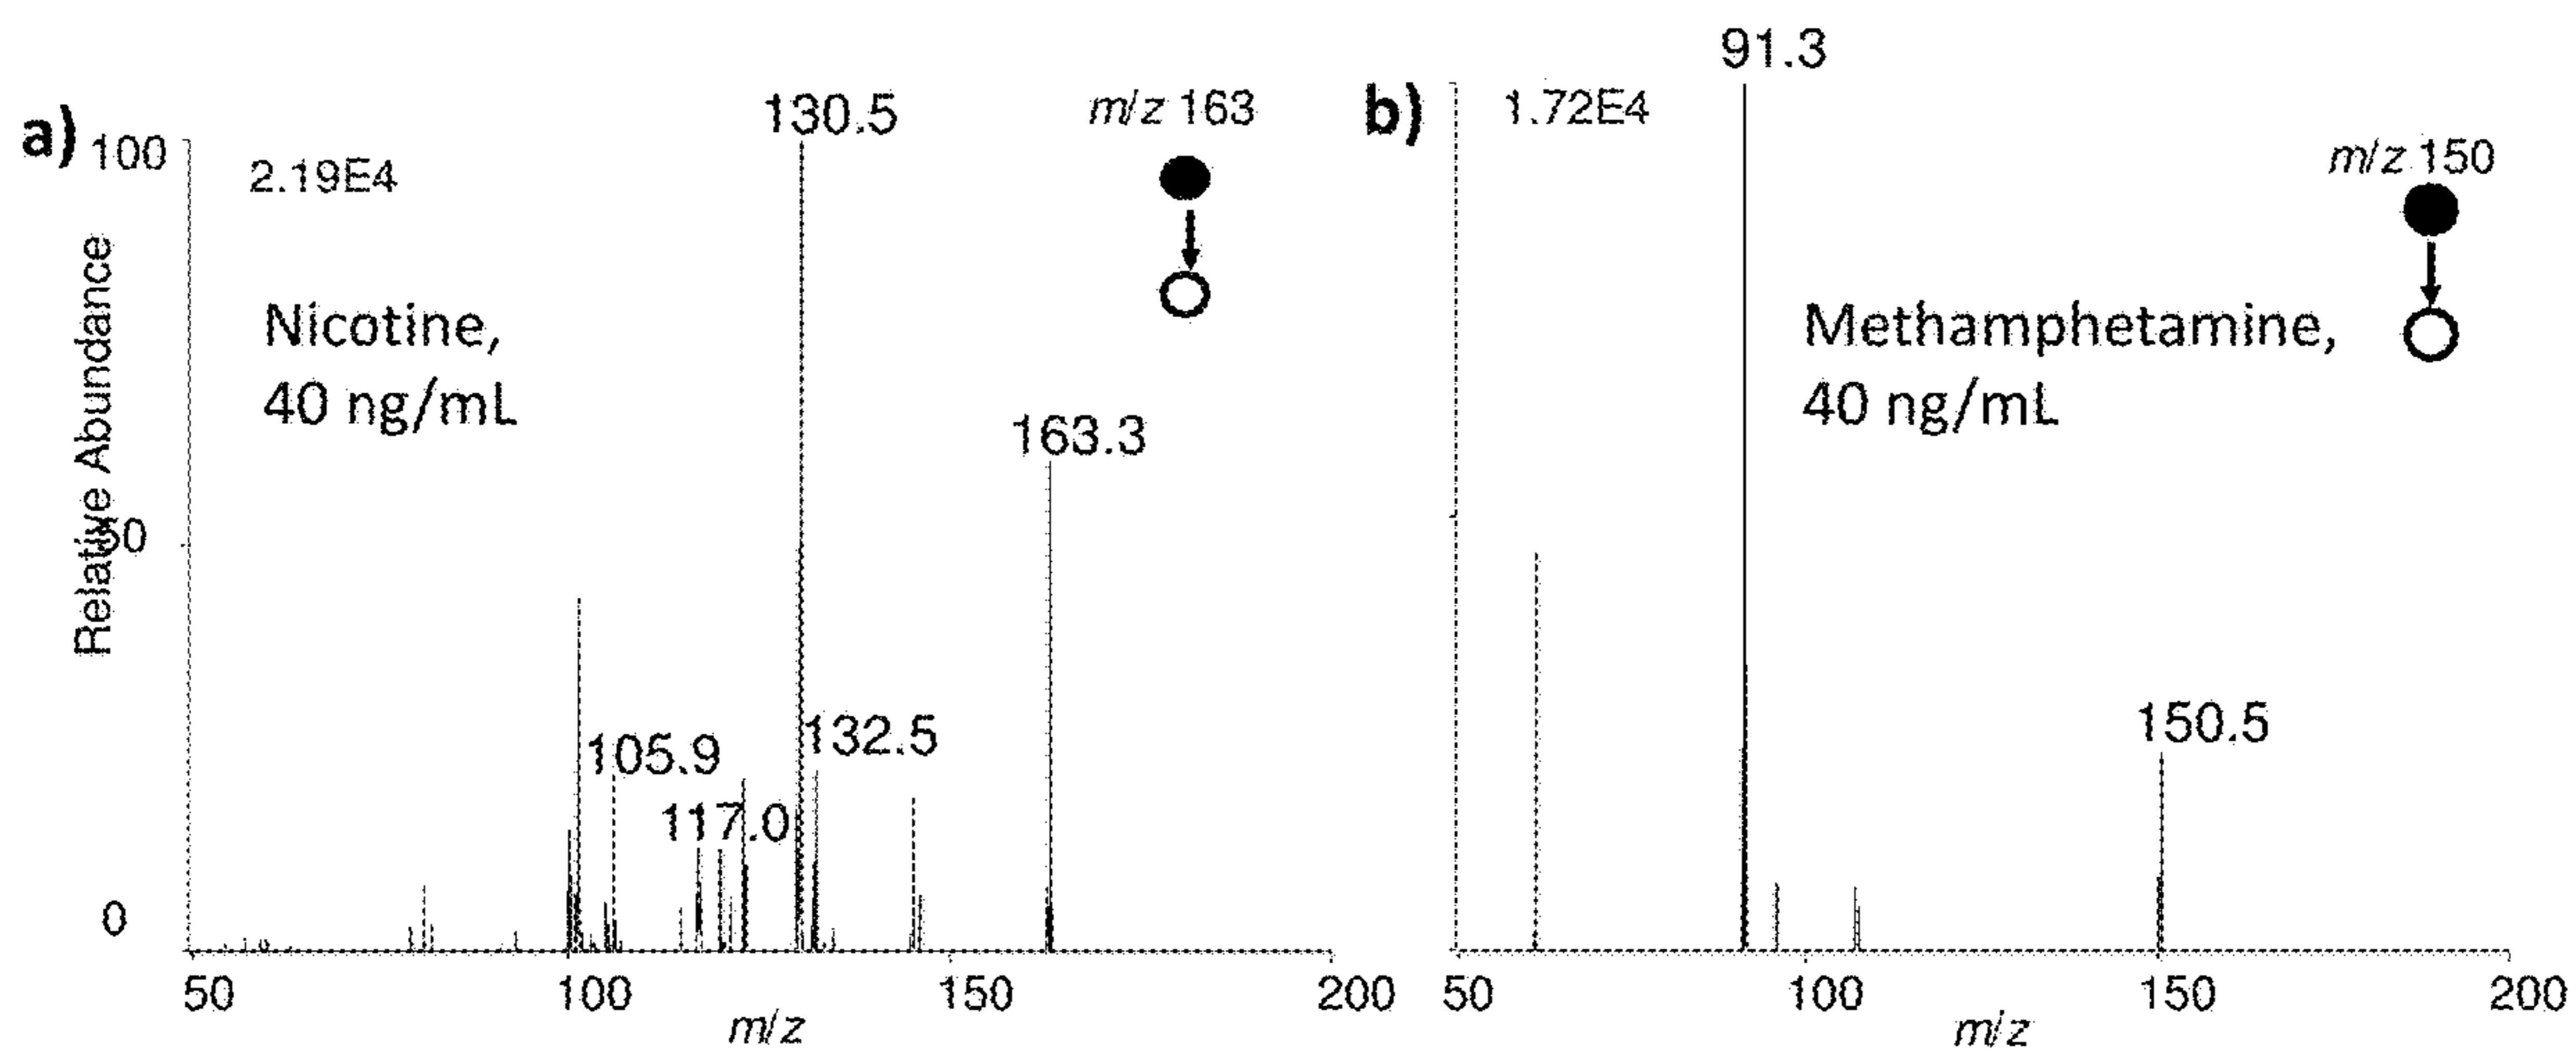 a)
100
2.19E4
130.5
m/z 163
Relative Abundance
Nicotine,
40 ng/mL
50
163.3
105.9
132.5
117.0
0
50
100
150
200
m/z
b)
91.3
1.72E4
m/z 150
Methamphetamine,
40 ng/mL
150.5
50
100
150
200
m/z